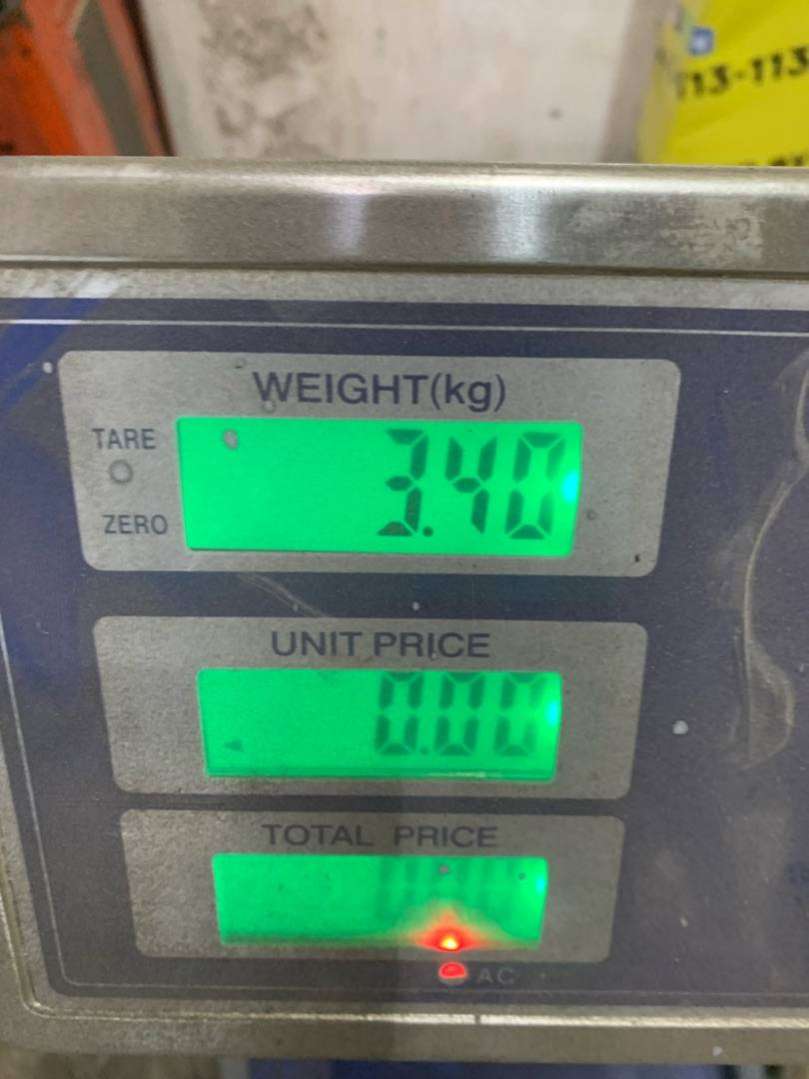 113-113
WEIGHT(kg)
TARE
3.40
ZERO
UNIT PRICE
0.00
TOTAL PRICE
AC